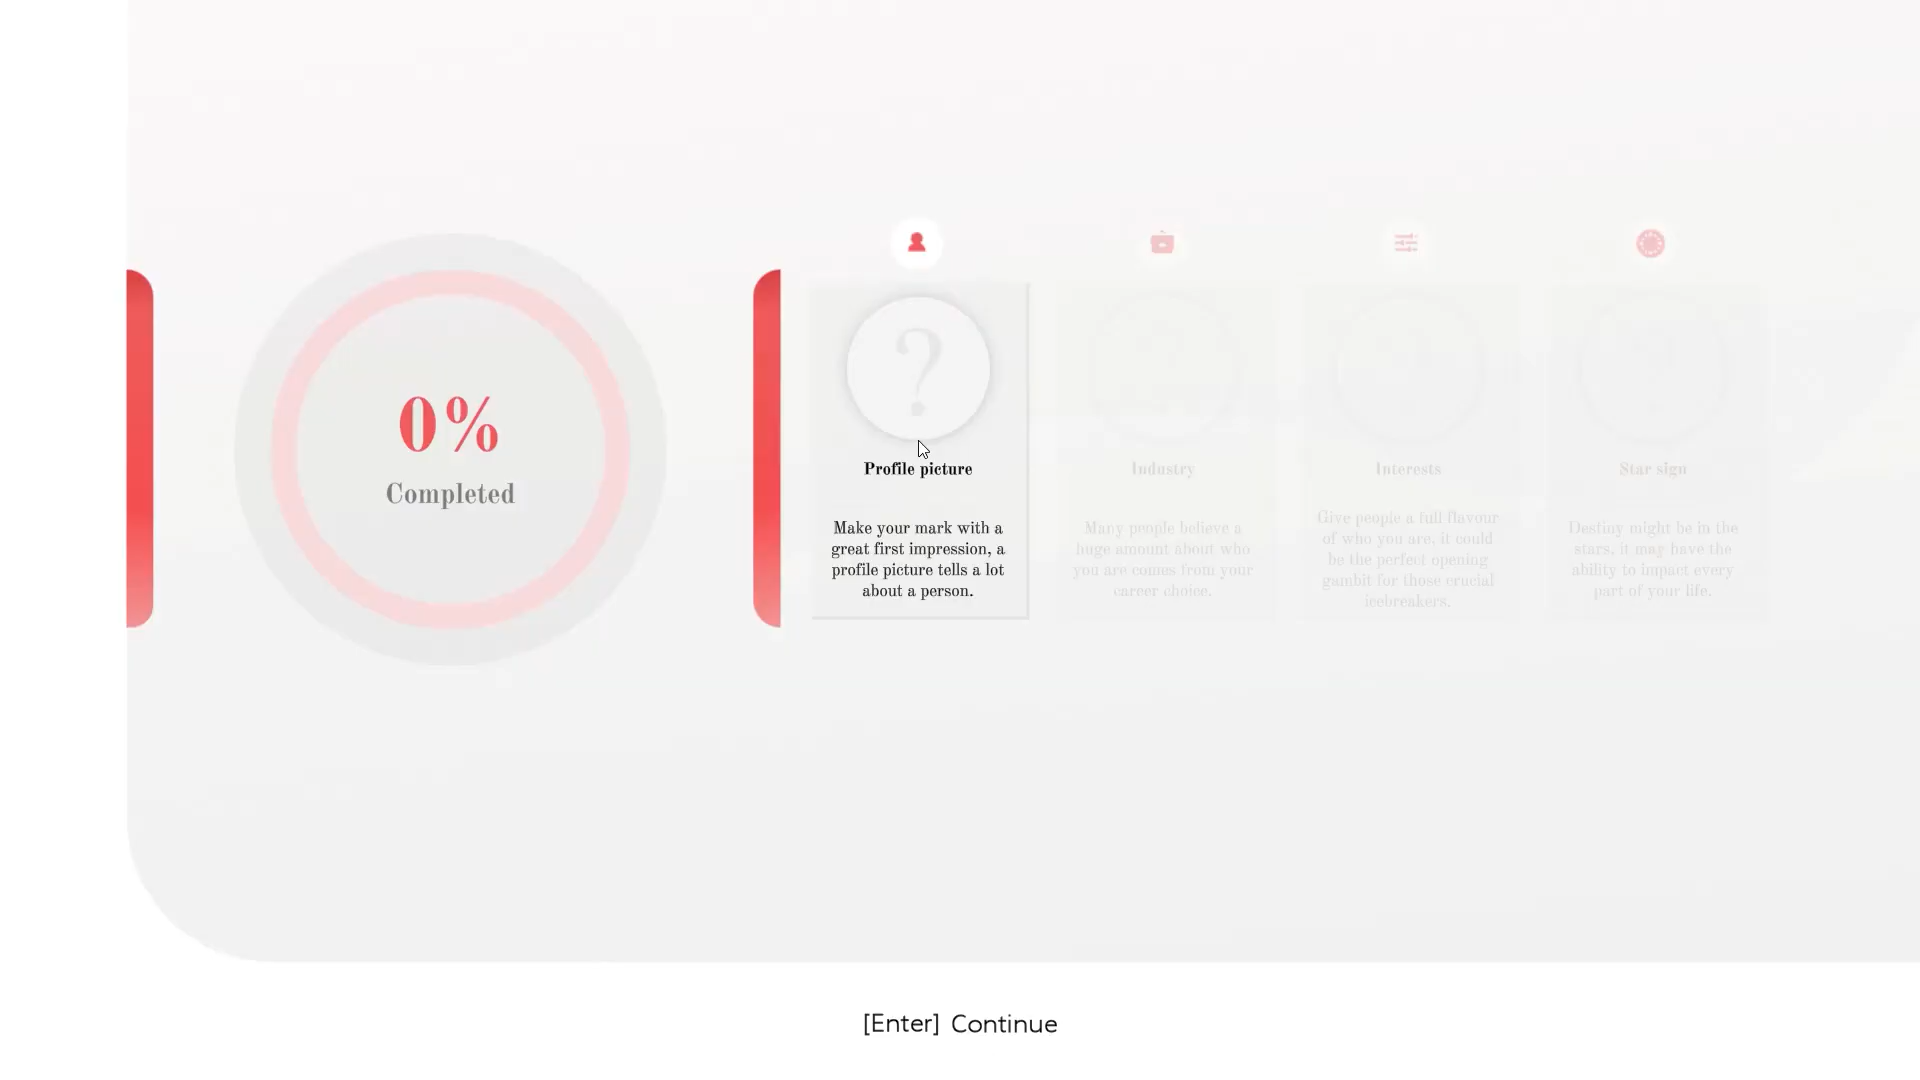 0%
Completed
?
Profile picture
Make your mark with a
great first impression, a
profile picture tells a lot
about a person.
Industry
Many people believe a
huge amount about who
you are comes from your
career choice.
Interests
Give people a full flavour
of who you are, it could
be the perfect opening
gambit for those crucial
icebreakers.
Star sign
Destiny might be in the
stars, it may have the
ability to impact every
part of your life.
[Enter] Continue